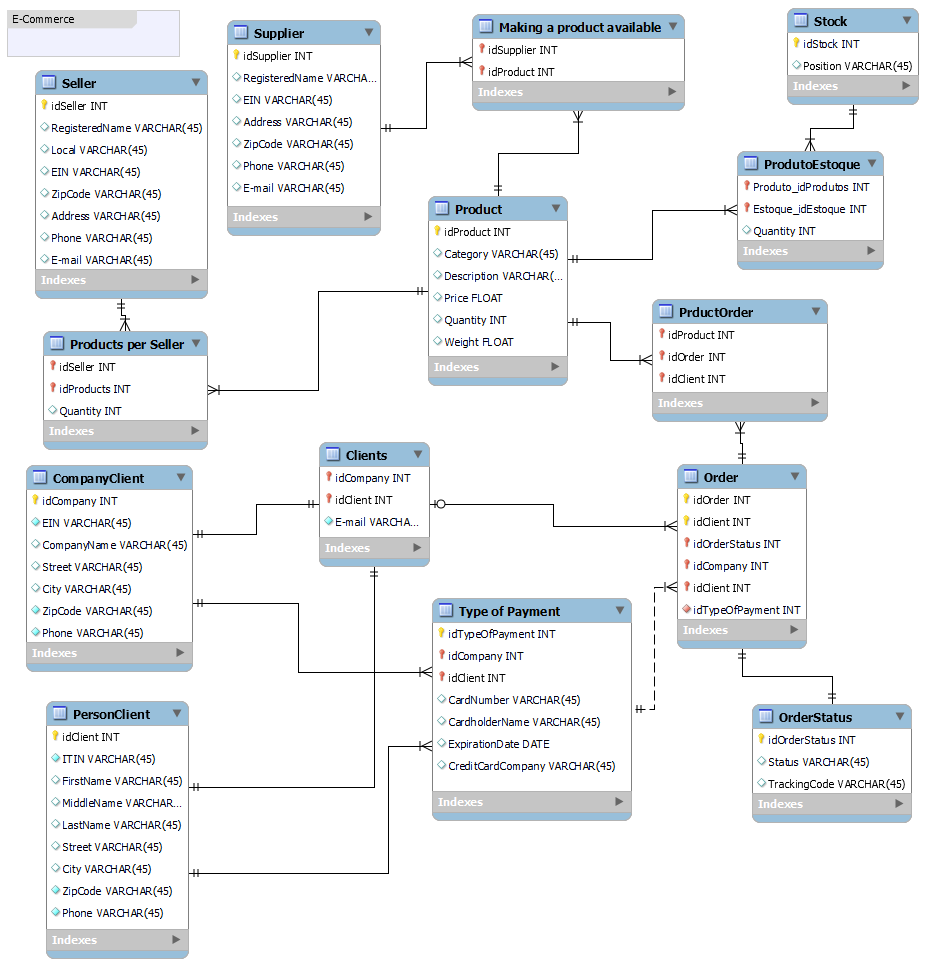 E-Commerce
Seller
idSeller INT
RegisteredName VARCHAR(45)
Local VARCHAR(45)
EIN VARCHAR(45)
ZipCode VARCHAR(45)
Address VARCHAR(45)
Phone VARCHAR(45)
E-mail VARCHAR(45)
Indexes
Supplier
idSupplier INT
RegisteredName VARCHA...
EIN VARCHAR(45)
Address VARCHAR(45)
ZipCode VARCHAR(45)
Phone VARCHAR(45)
E-mail VARCHAR(45)
Indexes
Making a product available
idSupplier INT
idProduct INT
Indexes
Stock
idStock INT
Position VARCHAR(45)
Indexes
ProdutoEstoque
Produto_idProdutos INT
Estoque_idEstoque INT
Quantity INT
Indexes
Product
idProduct INT
Category VARCHAR(45)
Description VARCHAR(...
Price FLOAT
Quantity INT
Weight FLOAT
Indexes
Products per Seller
idSeller INT
idProducts INT
Quantity INT
Indexes
PrductOrder
idProduct INT
idOrder INT
idClient INT
Indexes
Clients
idCompany INT
idClient INT
E-mail VARCHA...
Indexes
CompanyClient
idCompany INT
EIN VARCHAR(45)
CompanyName VARCHAR(45)
Street VARCHAR(45)
City VARCHAR(45)
ZipCode VARCHAR(45)
Phone VARCHAR(45)
Indexes
Order
idOrder INT
idClient INT
idOrderStatus INT
idCompany INT
idClient INT
idTypeOfPayment INT
Indexes
Type of Payment
idTypeOfPayment INT
idCompany INT
idClient INT
CardNumber VARCHAR(45)
CardholderName VARCHAR(45)
ExpirationDate DATE
CreditCardCompany VARCHAR(45)
Indexes
PersonClient
idClient INT
ITIN VARCHAR(45)
FirstName VARCHAR(45)
MiddleName VARCHAR...
LastName VARCHAR(45)
Street VARCHAR(45)
City VARCHAR(45)
ZipCode VARCHAR(45)
Phone VARCHAR(45)
Indexes
OrderStatus
idOrderStatus INT
Status VARCHAR(45)
TrackingCode VARCHAR(45)
Indexes